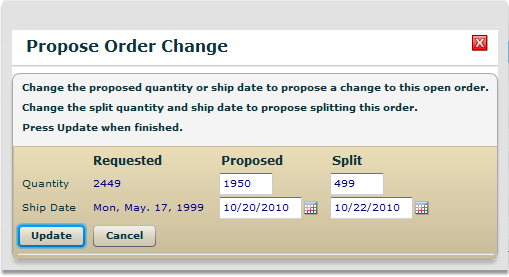 Propose Order Change
X
Change the proposed quantity or ship date to propose a change to this open order.
Change the split quantity and ship date to propose splitting this order.
Press Update when finished.
Requested Proposed Split
Quantity 2449 1950 499
Ship Date Mon, May. 17, 1999 10/20/2010 10/22/2010
Update Cancel